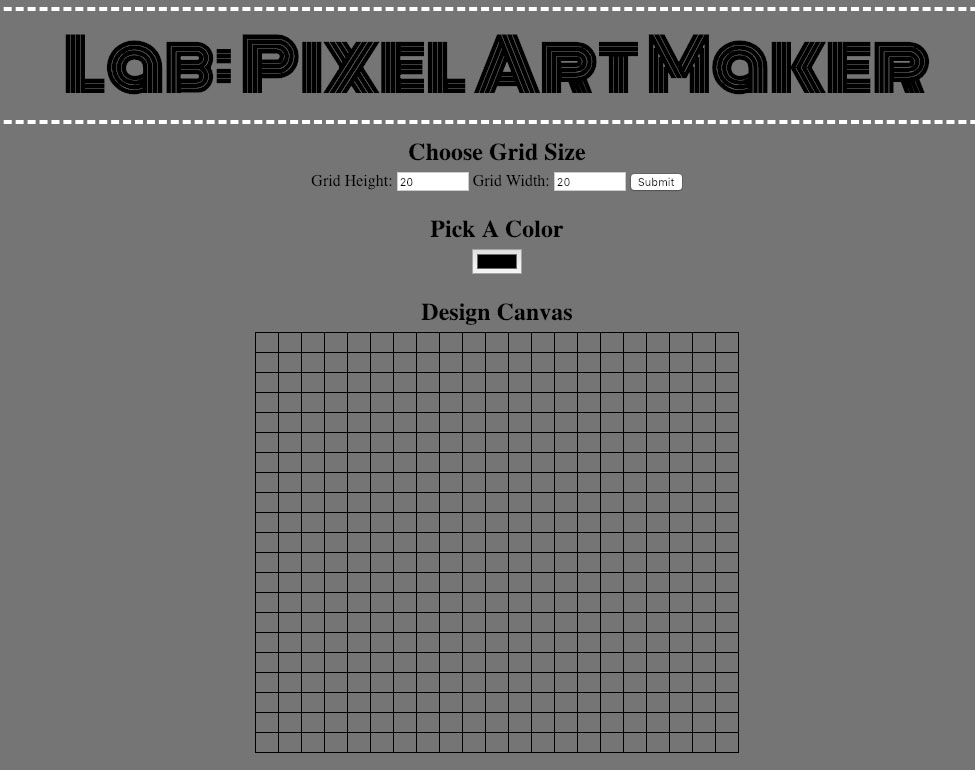 Lab: Pixel Art Maker
Choose Grid Size
Grid Height: 20 Grid Width: 20 Submit
Pick A Color
Design Canvas